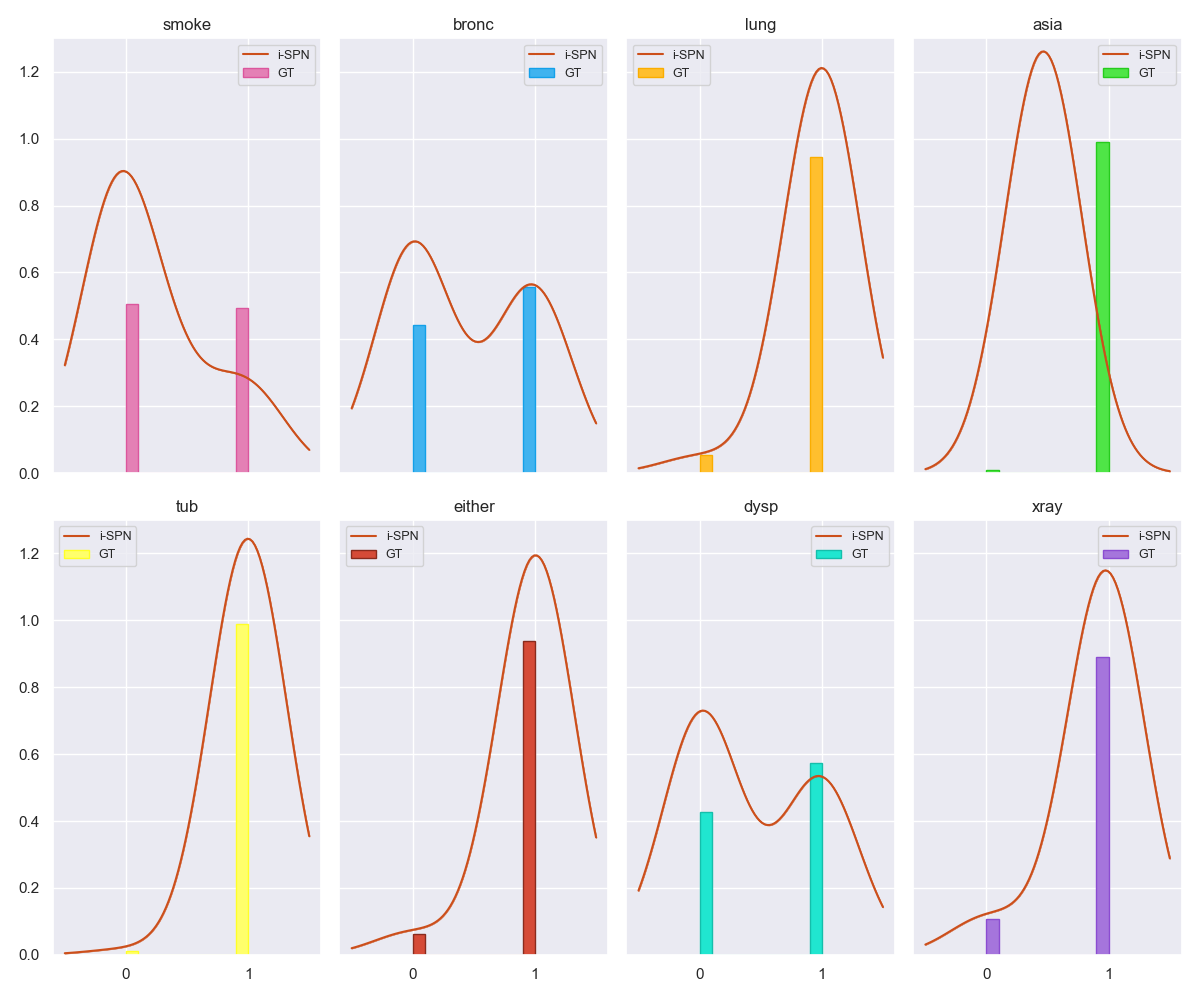 smoke
bronc
lung
asia
i-SPN
GT
i-SPN
GT
i-SPN
GT
i-SPN
GT
1.2
1.0
0.8
0.6
0.4
0.2
0.0
tub
either
dysp
xray
i-SPN
GT
i-SPN
GT
i-SPN
GT
i-SPN
GT
1.2
1.0
0.8
0.6
0.4
0.2
0.0
0 1
0 1
0 1
0 1